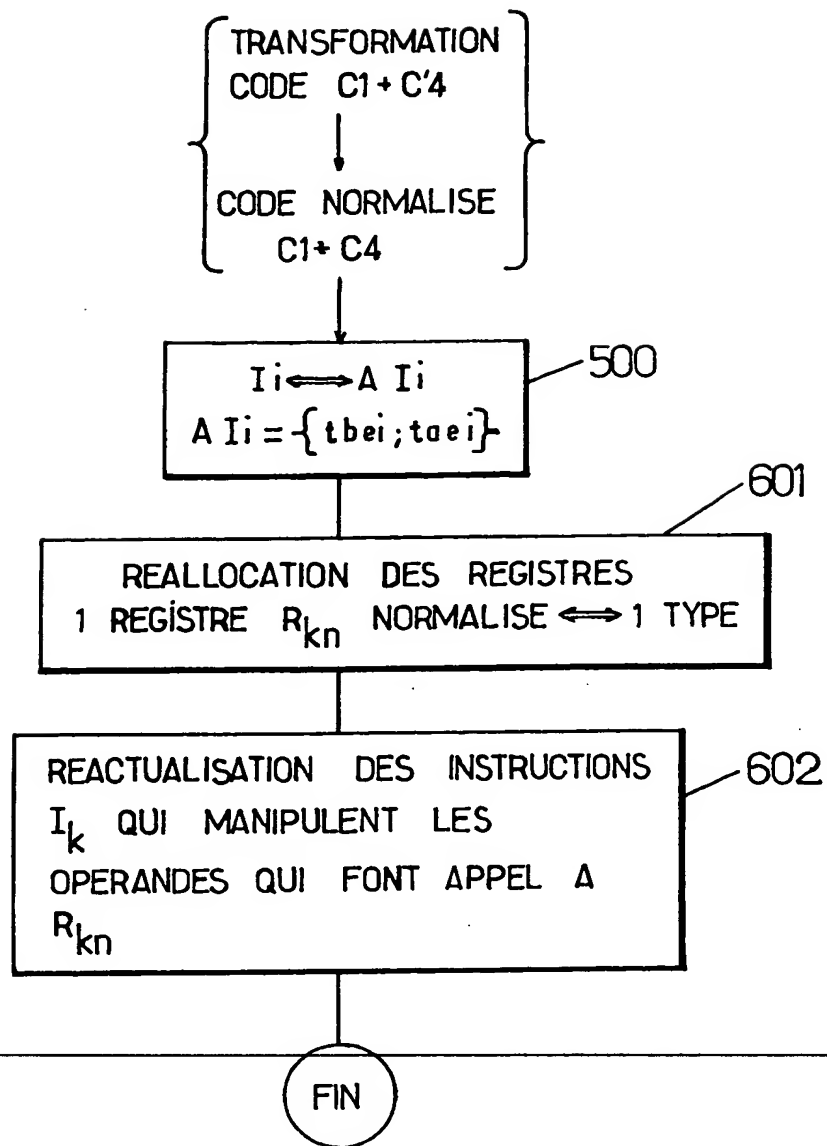 TRANSFORMATION
CODE C1 + C'4
CODE NORMALISE
C1 + C4
Ii ⟺ A Ii
A Ii = {tbei ; taei}
500
601
REALLOCATION DES REGISTRES
1 REGISTRE Rkn NORMALISE ⟺ 1 TYPE
REACTUALISATION DES INSTRUCTIONS
Ik QUI MANIPULENT LES
OPERANDES QUI FONT APPEL A
Rkn
602
FIN